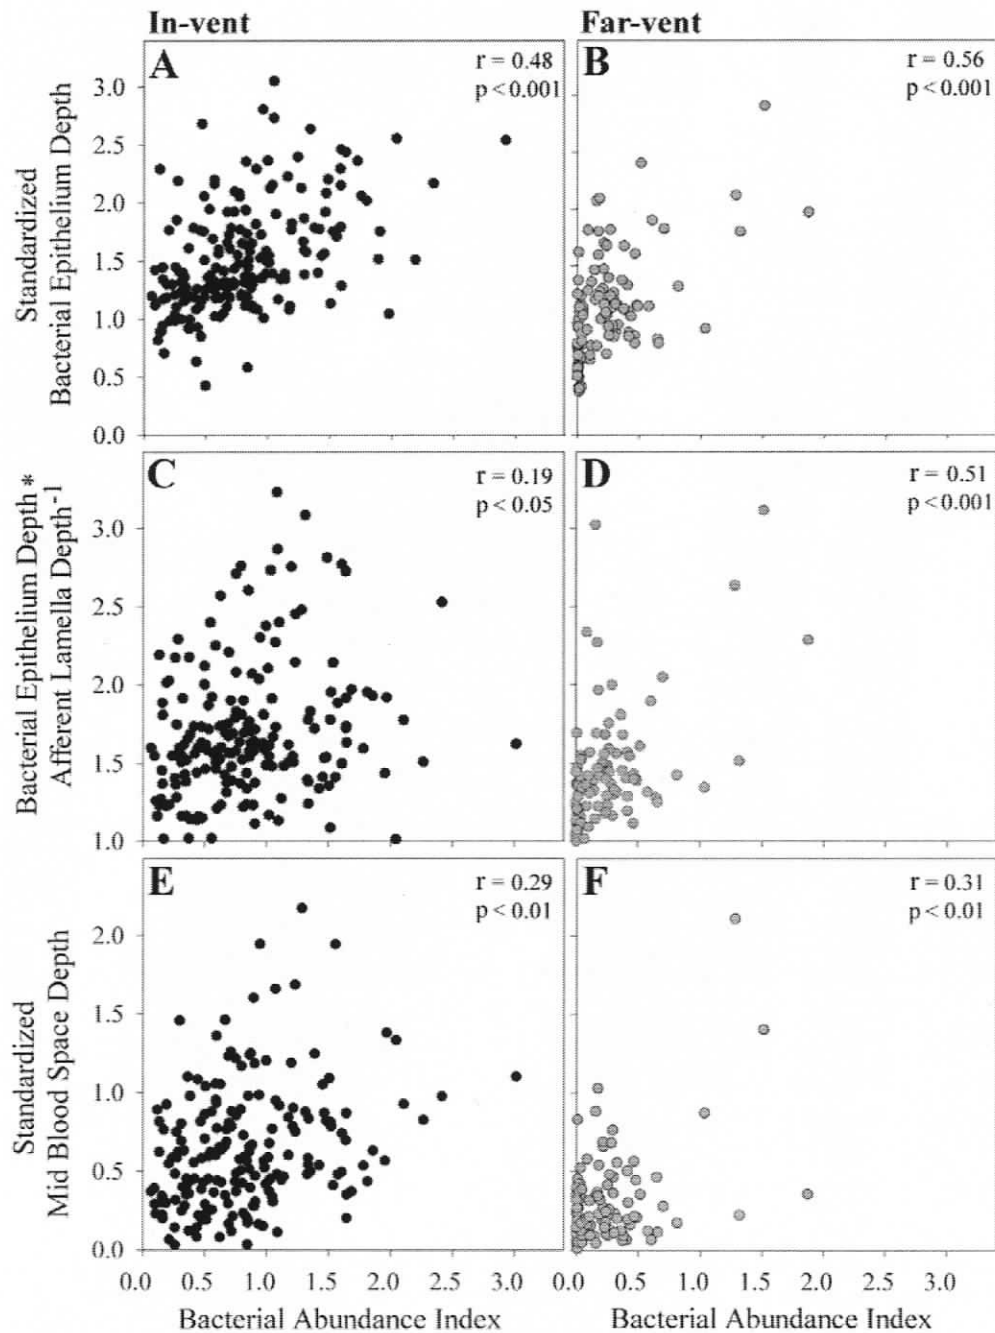 In-vent Far-vent
A
r = 0.48
p < 0.001
B
r = 0.56
p < 0.001
Standardized
Bacterial Epithelium Depth
3.0
2.5
2.0
1.5
1.0
0.5
0.0
C
r = 0.19
p < 0.05
D
r = 0.51
p < 0.001
Bacterial Epithelium Depth*
Afferent Lamella Depth⁻¹
3.0
2.5
2.0
1.5
1.0
E
r = 0.29
p < 0.01
F
r = 0.31
p < 0.01
Standardized
Mid Blood Space Depth
2.0
1.5
1.0
0.5
0.0
0.0 0.5 1.0 1.5 2.0 2.5 3.0 0.0 0.5 1.0 1.5 2.0 2.5 3.0
Bacterial Abundance Index Bacterial Abundance Index